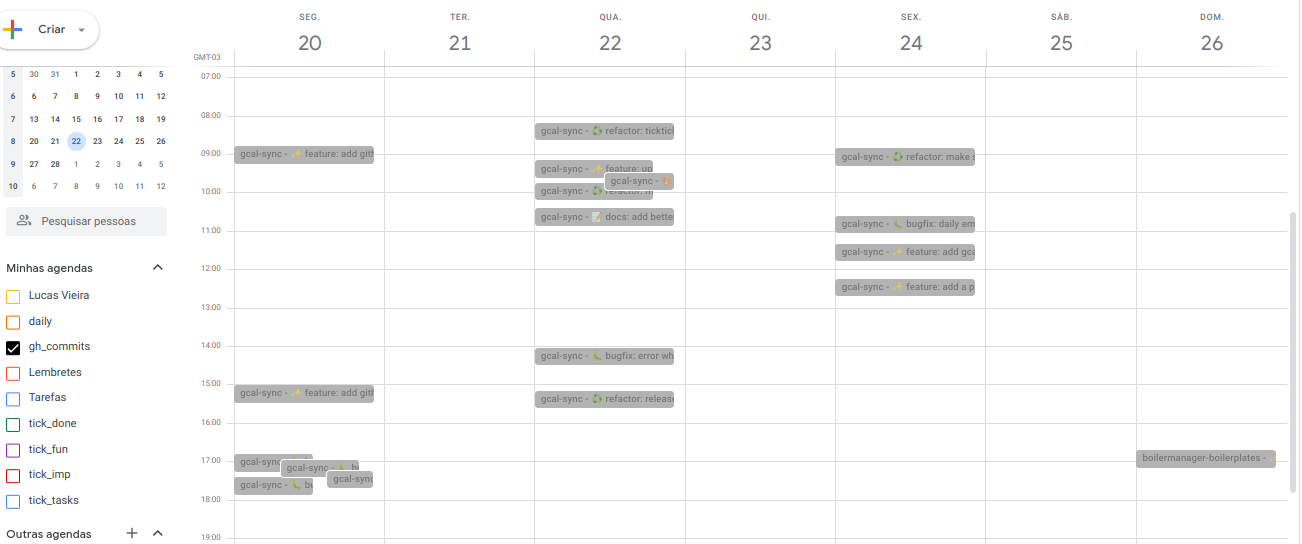 Criar
SEG.
TER.
QUA.
QUI.
SEX.
SÁB.
DOM.
20
21
22
23
24
25
26
GMT-03
5 30 31 1 2 3 4 5
6 6 7 8 9 10 11 12
7 13 14 15 16 17 18 19
8 20 21 22 23 24 25 26
9 27 28 1 2 3 4 5
10 6 7 8 9 10 11 12
Pesquisar pessoas
Minhas agendas
Lucas Vieira
daily
gh_commits
Lembretes
Tarefas
tick_done
tick_fun
tick_imp
tick_tasks
Outras agendas
07:00
08:00
09:00
10:00
11:00
12:00
13:00
14:00
15:00
16:00
17:00
18:00
19:00
gcal-sync - ✨ feature: add gith
gcal-sync - ✨ feature: add gith
gcal-sync
gcal-sync - 🐛 b
gcal-sync
gcal-sync - 🐛 bu
gcal-sync - ♻️ refactor: ticktic
gcal-sync - ✨ feature: up
gcal-sync - 🎨
gcal-sync - ♻️ refactor: m
gcal-sync - 📝 docs: add bette
gcal-sync - 🐛 bugfix: error wh
gcal-sync - ♻️ refactor: release
gcal-sync - ♻️ refactor: make s
gcal-sync - 🐛 bugfix: daily em
gcal-sync - ✨ feature: add gca
gcal-sync - ✨ feature: add a p
boilermanager-boilerplates -